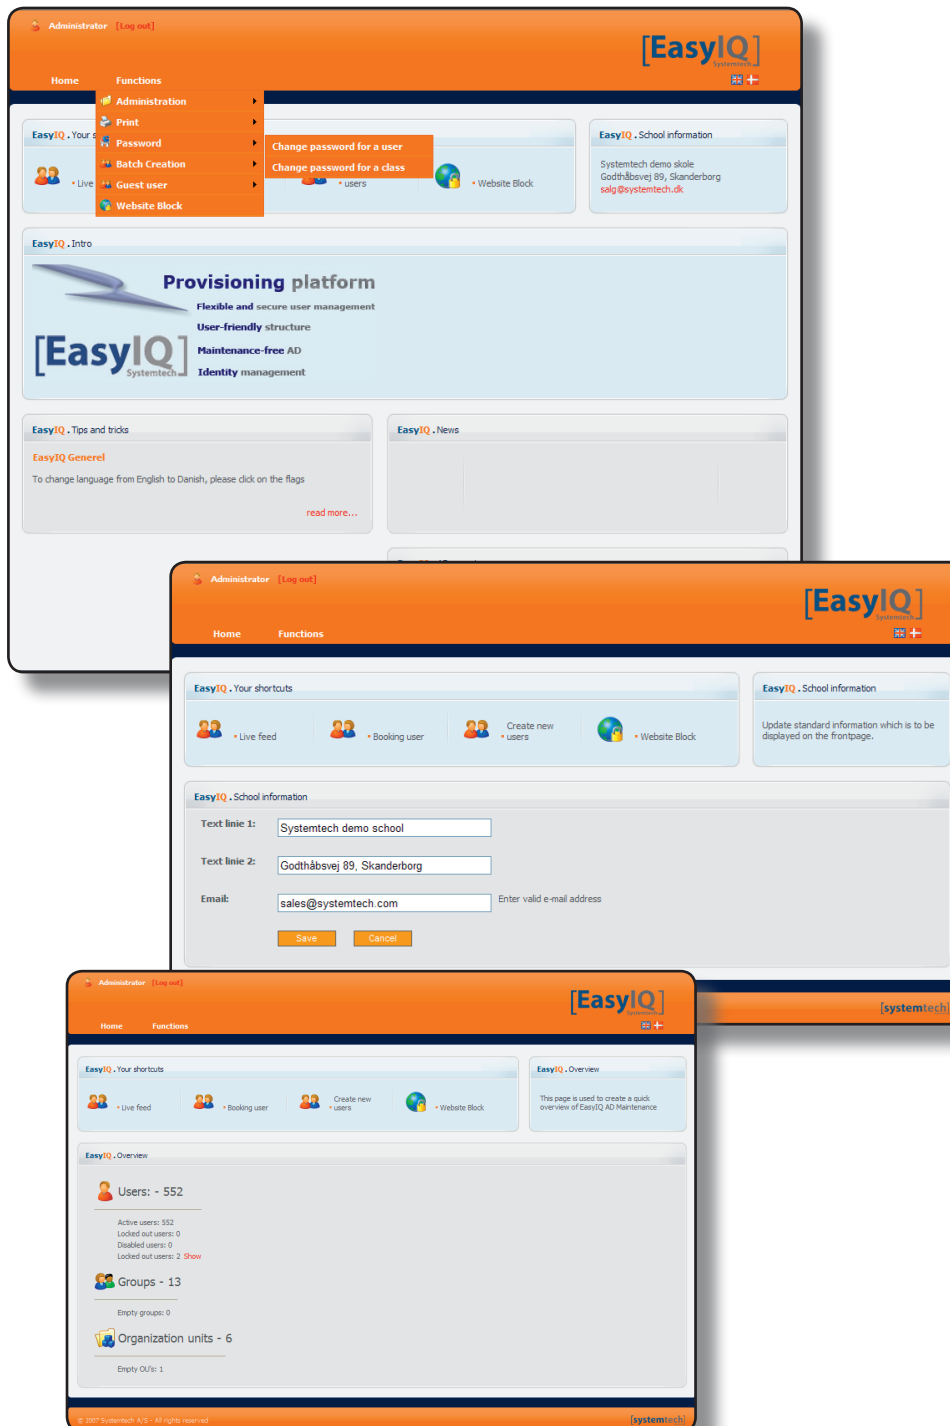 Administrator [Log out]
[EasyIQ]
Systemtech
Home Functions
Administration
Print
Password
Batch Creation
Guest user
Website Block
Change password for a user
Change password for a class
EasyIQ . Your s
Live
users
Website Block
EasyIQ . School information
Systemtech demo skole
Godthåbsvej 89, Skanderborg
salg@systemtech.dk
EasyIQ . Intro
Provisioning platform
Flexible and secure user management
User-friendly structure
Maintenance-free AD
Identity management
[EasyIQ]
Systemtech
EasyIQ . Tips and tricks
EasyIQ Generel
To change language from English to Danish, please click on the flags
read more...
EasyIQ . News
Administrator [Log out]
[EasyIQ]
Systemtech
Home Functions
EasyIQ . Your shortcuts
Live feed
Booking user
Create new
users
Website Block
EasyIQ . School information
Update standard information which is to be
displayed on the frontpage.
EasyIQ . School information
Text linie 1: Systemtech demo school
Text linie 2: Godthåbsvej 89, Skanderborg
Email: sales@systemtech.com Enter valid e-mail address
Save Cancel
[systemtech]
Administrator [Log out]
[EasyIQ]
Systemtech
Home Functions
EasyIQ . Your shortcuts
Live feed
Booking user
Create new
users
Website Block
EasyIQ . Overview
This page is used to create a quick
overview of EasyIQ AD Maintenance
EasyIQ . Overview
Users: - 552
Active users: 552
Locked out users: 0
Disabled users: 0
Locked out users: 2 Show
Groups - 13
Empty groups: 0
Organization units - 6
Empty OU's: 1
© 2007 Systemtech A/S - All rights reserved
[systemtech]